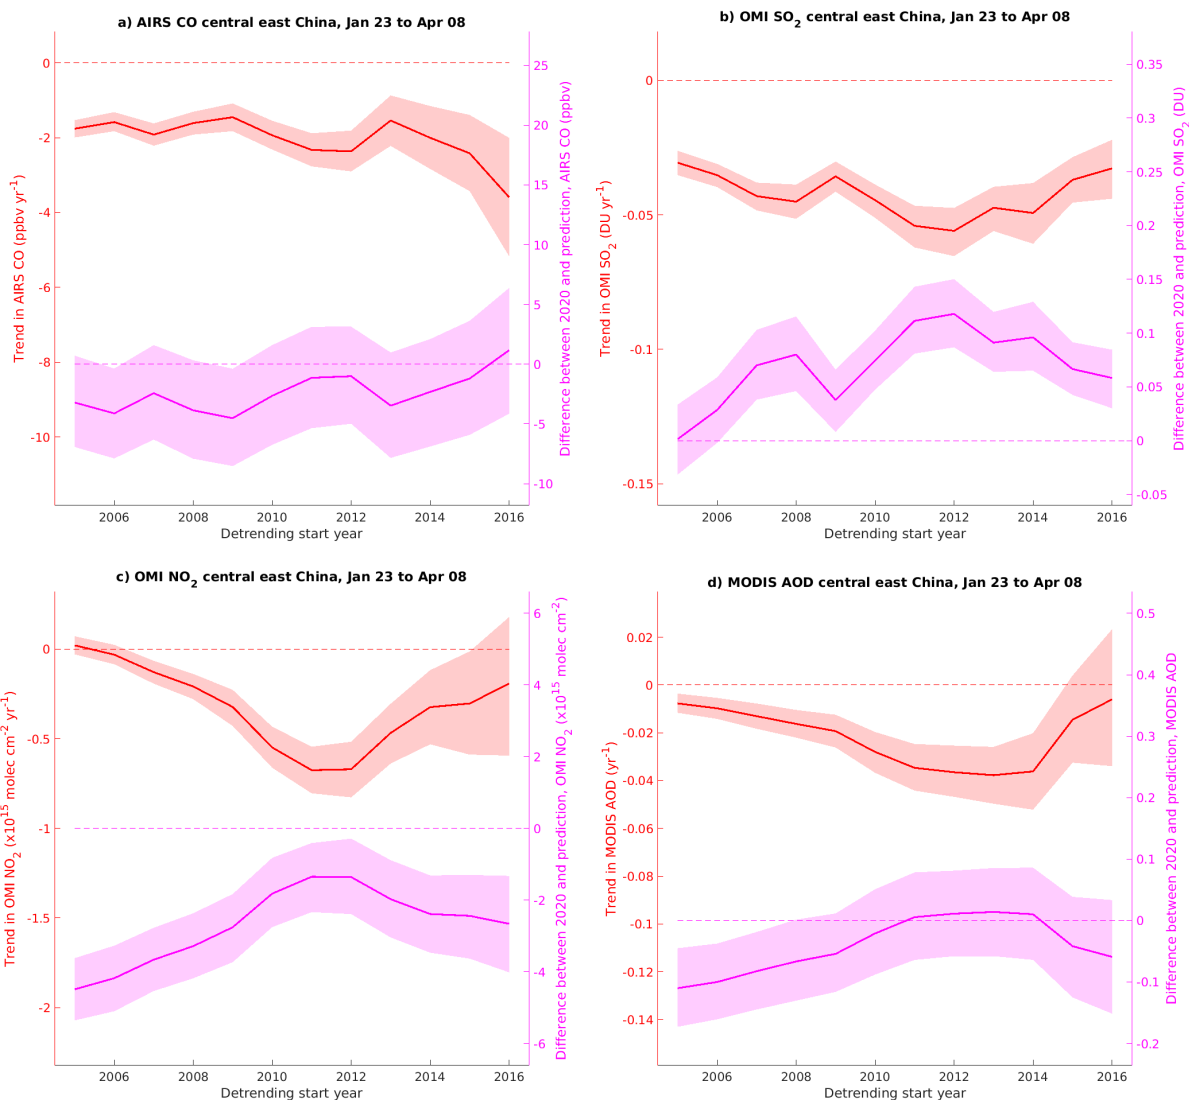 a) AIRS CO central east China, Jan 23 to Apr 08
0
-2
-4
-6
-8
-10
Trend in AIRS CO (ppbv yr-1)
25
20
15
10
5
0
-5
-10
Difference between 2020 and prediction, AIRS CO (ppbv)
2006 2008 2010 2012 2014 2016
Detrending start year
b) OMI SO2 central east China, Jan 23 to Apr 08
0
-0.05
-0.1
-0.15
Trend in OMI SO2 (DU yr-1)
0.35
0.3
0.25
0.2
0.15
0.1
0.05
0
-0.05
Difference between 2020 and prediction, OMI SO2 (DU)
2006 2008 2010 2012 2014 2016
Detrending start year
c) OMI NO2 central east China, Jan 23 to Apr 08
0
-0.5
-1
-1.5
-2
Trend in OMI NO2 (x10^15 molec cm-2 yr-1)
6
4
2
0
-2
-4
-6
Difference between 2020 and prediction, OMI NO2 (x10^15 molec cm-2)
2006 2008 2010 2012 2014 2016
Detrending start year
d) MODIS AOD central east China, Jan 23 to Apr 08
0.02
0
-0.02
-0.04
-0.06
-0.08
-0.1
-0.12
-0.14
Trend in MODIS AOD (yr-1)
0.5
0.4
0.3
0.2
0.1
0
-0.1
-0.2
Difference between 2020 and prediction, MODIS AOD
2006 2008 2010 2012 2014 2016
Detrending start year